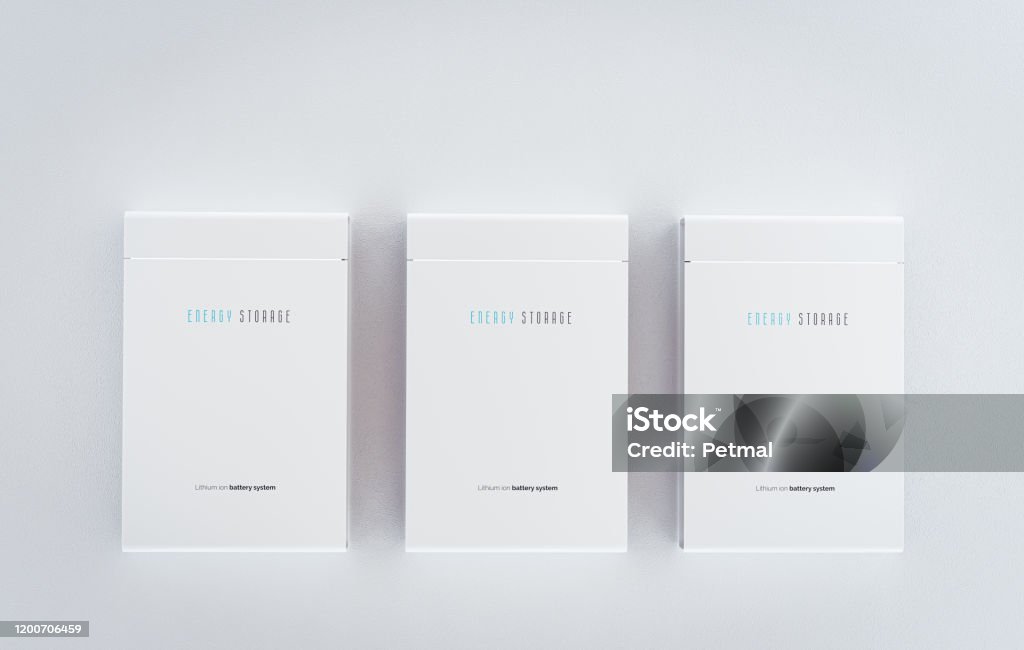 ENERGY STORAGE
ENERGY STORAGE
ENERGY STORAGE
iStock™
Credit: Petmal
Lithium ion battery system
Lithium ion battery system
Lithium ion battery system
1200706459